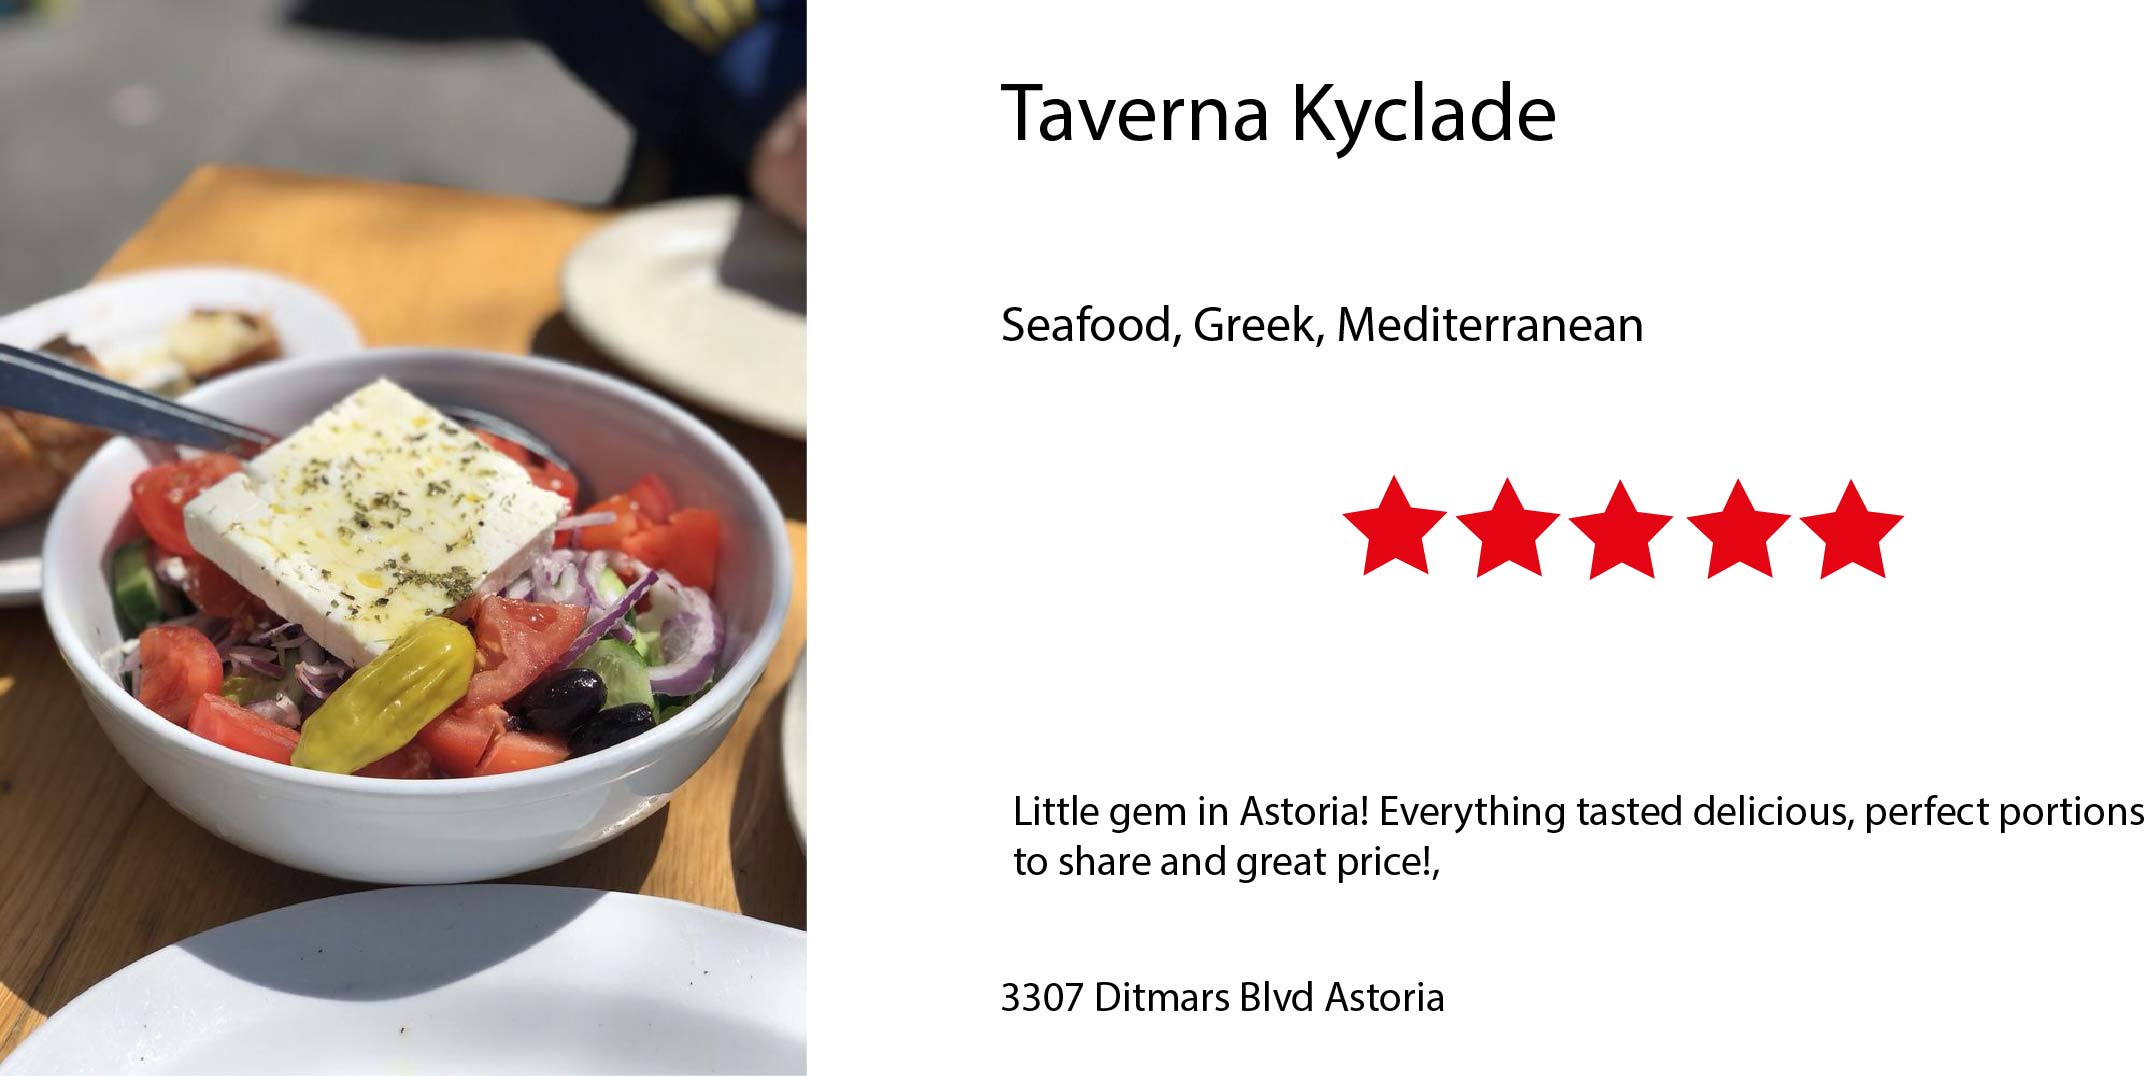 Taverna Kyclade
Seafood, Greek, Mediterranean
Little gem in Astoria! Everything tasted delicious, perfect portions
to share and great price!,
3307 Ditmars Blvd Astoria